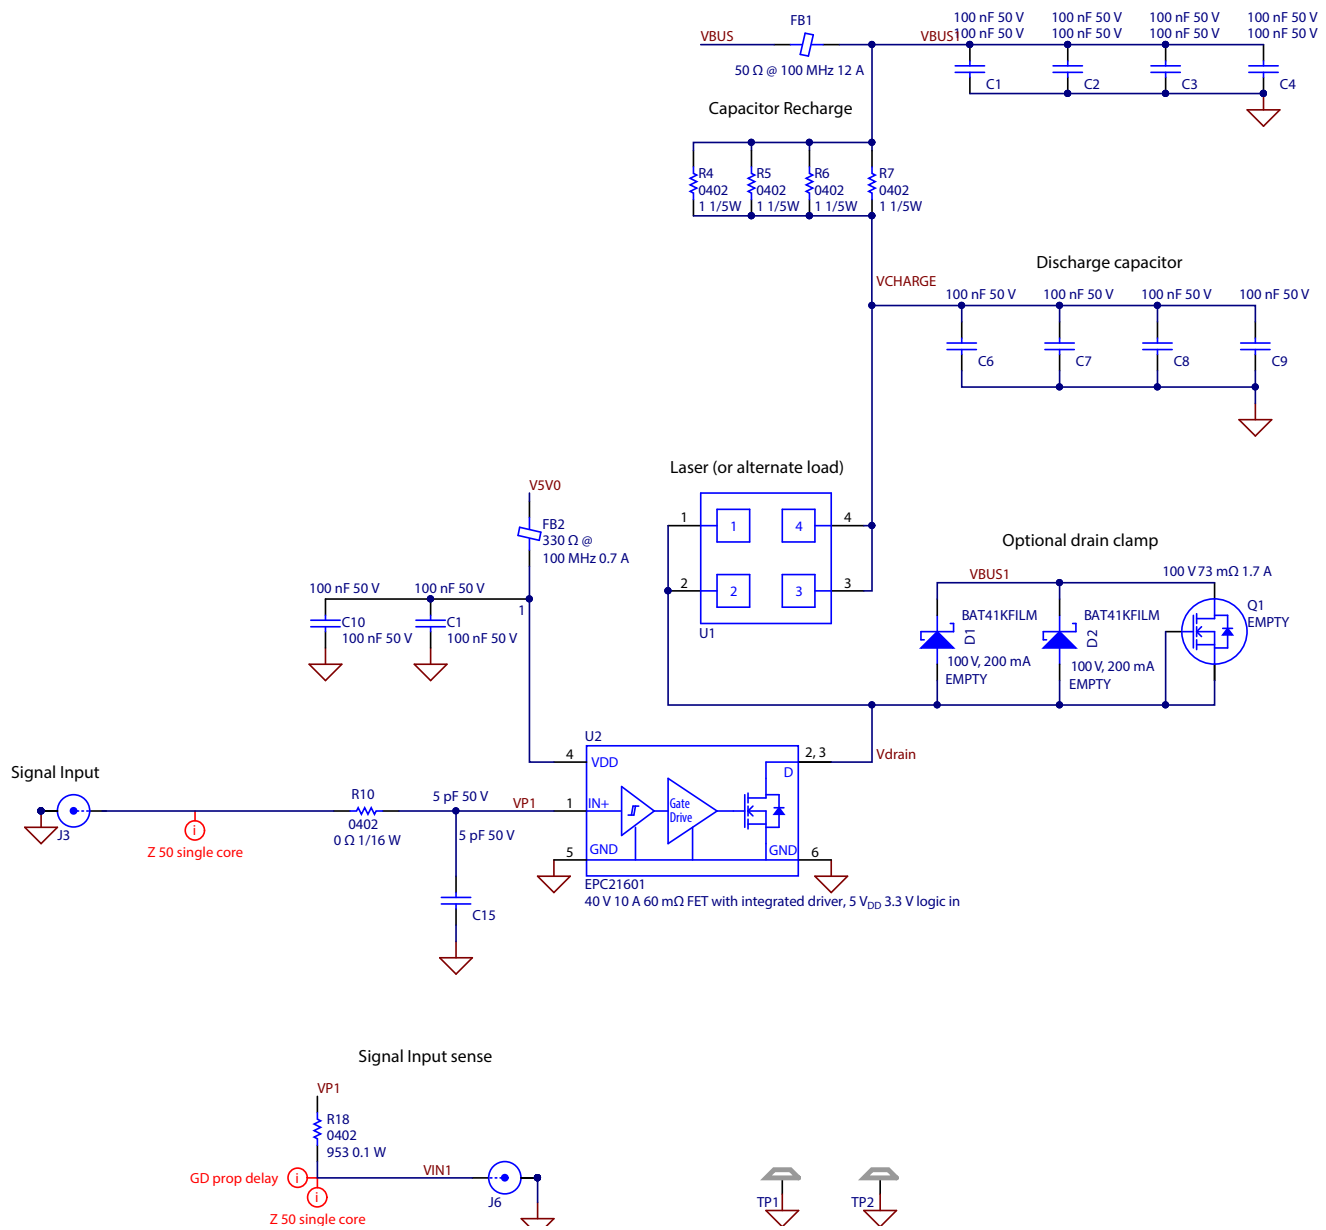 VBUS
FB1
50 Ω @ 100 MHz 12 A
VBUS1
100 nF 50 V
100 nF 50 V
C1
100 nF 50 V
100 nF 50 V
C2
100 nF 50 V
100 nF 50 V
C3
100 nF 50 V
100 nF 50 V
C4
Capacitor Recharge
R4
0402
1 1/5W
R5
0402
1 1/5W
R6
0402
1 1/5W
R7
0402
1 1/5W
VCHARGE
Discharge capacitor
100 nF 50 V
C6
100 nF 50 V
C7
100 nF 50 V
C8
100 nF 50 V
C9
Laser (or alternate load)
1
1
4
4
2
2
3
3
U1
V5V0
FB2
330 Ω @
100 MHz 0.7 A
100 nF 50 V
C10
100 nF 50 V
100 nF 50 V
C1
100 nF 50 V
1
Optional drain clamp
VBUS1
100 V 73 mΩ 1.7 A
BAT41KFILM
D1
100 V, 200 mA
EMPTY
BAT41KFILM
D2
100 V, 200 mA
EMPTY
Q1
EMPTY
U2
4
VDD
2, 3
D
Vdrain
1
IN+
Gate
Drive
5
GND
GND
6
EPC21601
40 V 10 A 60 mΩ FET with integrated driver, 5 VDD 3.3 V logic in
Signal Input
J3
Z 50 single core
R10
0402
0 Ω 1/16 W
5 pF 50 V
5 pF 50 V
VP1
C15
Signal Input sense
VP1
R18
0402
953 0.1 W
GD prop delay
i
i
i
Z 50 single core
VIN1
J6
TP1
TP2